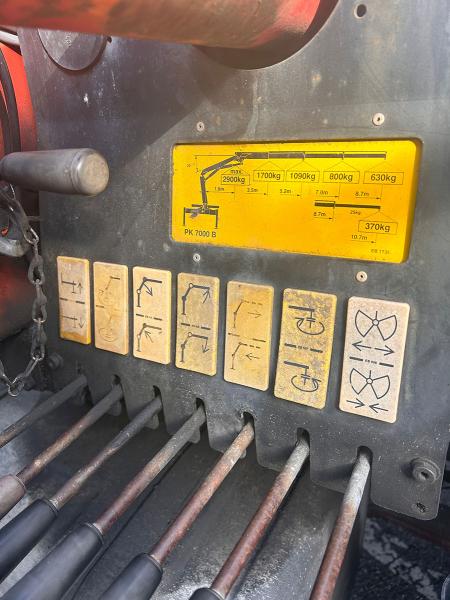 max.
2900kg 1700kg 1090kg 800kg 630kg
1.9m 3.5m 5.2m 7.0m 8.7m
25kg
8.7m 370kg
10.7m
PK 7000 B